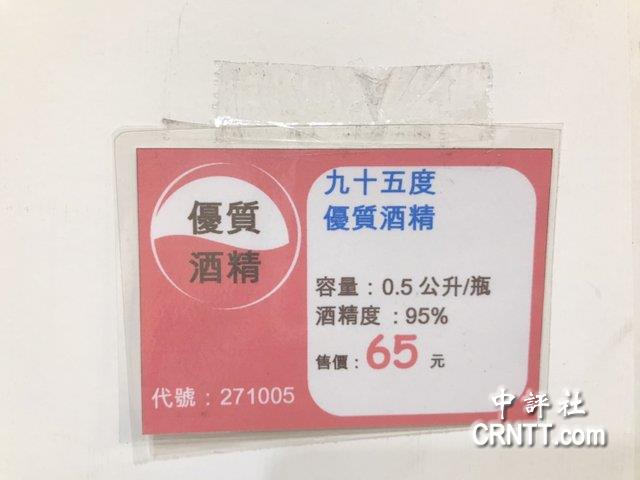 優質
酒精
代號：271005
九十五度
優質酒精
容量：0.5 公升/瓶
酒精度：95%
售價：65 元
中評社
CRNTT.com